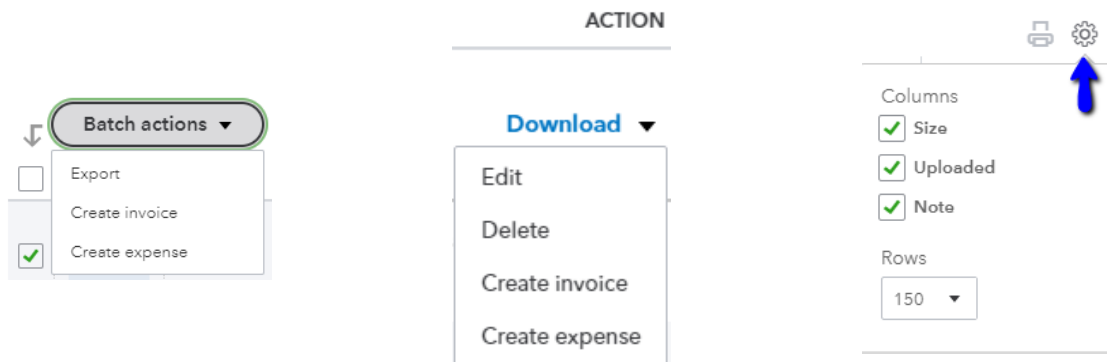 Batch actions
Export
Create invoice
Create expense
ACTION
Download
Edit
Delete
Create invoice
Create expense
Columns
Size
Uploaded
Note
Rows
150